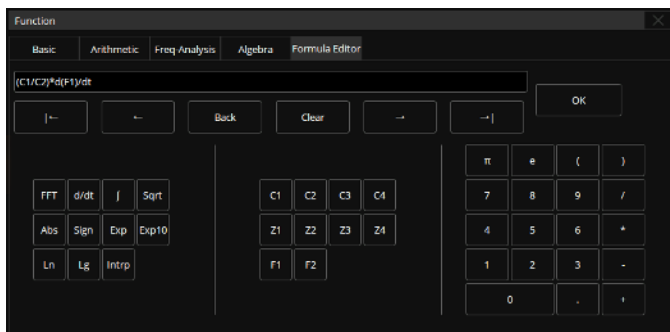 Function
Basic Arithmetic Freq-Analysis Algebra Formula Editor
(C1/C2)*d(F1)/dt
OK
|← ← Back Clear → →|
π e ( )
FFT d/dt ∫ Sqrt C1 C2 C3 C4 7 8 9 /
Abs Sign Exp Exp10 Z1 Z2 Z3 Z4 4 5 6 *
Ln Lg Intrp F1 F2 1 2 3 -
0 . +